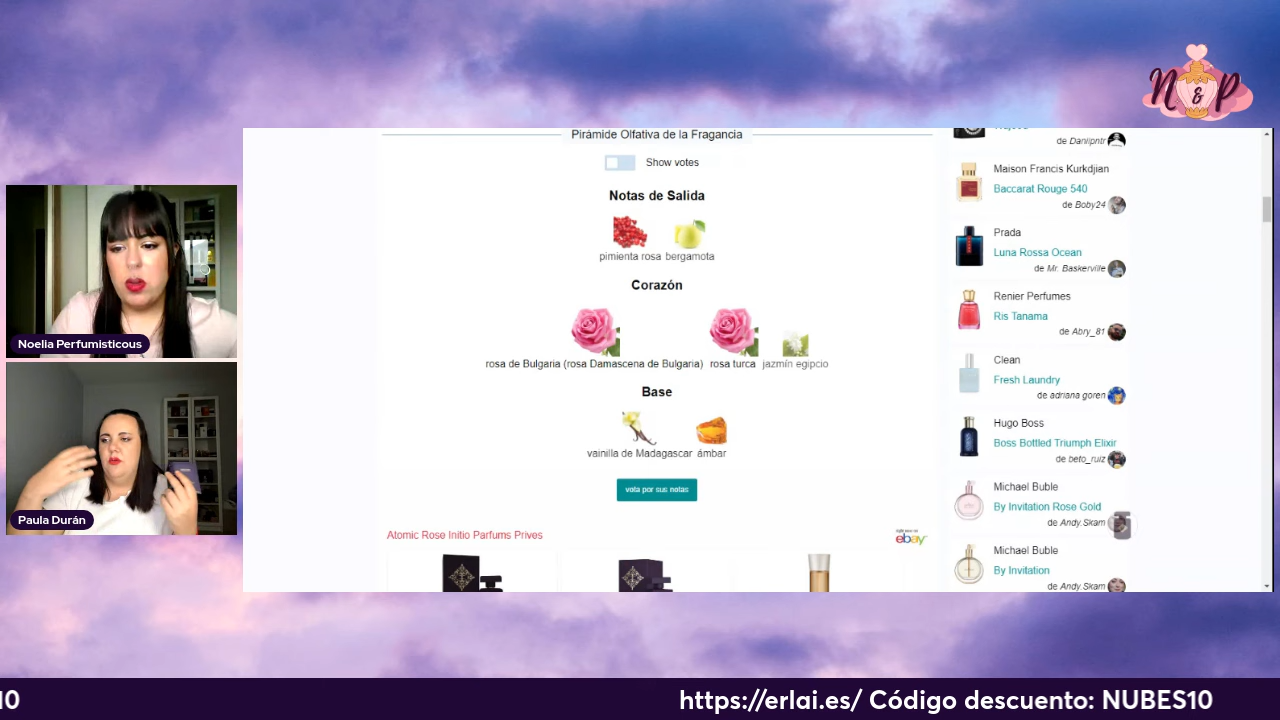 N & P
Pirámide Olfativa de la Fragancia
Show votes
Notas de Salida
pimienta rosa bergamota
Corazón
rosa de Bulgaria (rosa Damascena de Bulgaria) rosa turca jazmín egipcio
Base
vainilla de Madagascar ámbar
vota por sus notas
Atomic Rose Initio Parfums Prives
ebay
de Danlipntr
Maison Francis Kurkdjian
Baccarat Rouge 540
de Boby24
Prada
Luna Rossa Ocean
de Mr. Baskerville
Renier Perfumes
Ris Tanama
de Abry_81
Clean
Fresh Laundry
de adriana goren
Hugo Boss
Boss Bottled Triumph Elixir
de beto_ruiz
Michael Buble
By Invitation Rose Gold
de Andy.Skam
Michael Buble
By Invitation
de Andy.Skam
Noelia Perfumisticous
Paula Durán
10
https://erlai.es/ Código descuento: NUBES10